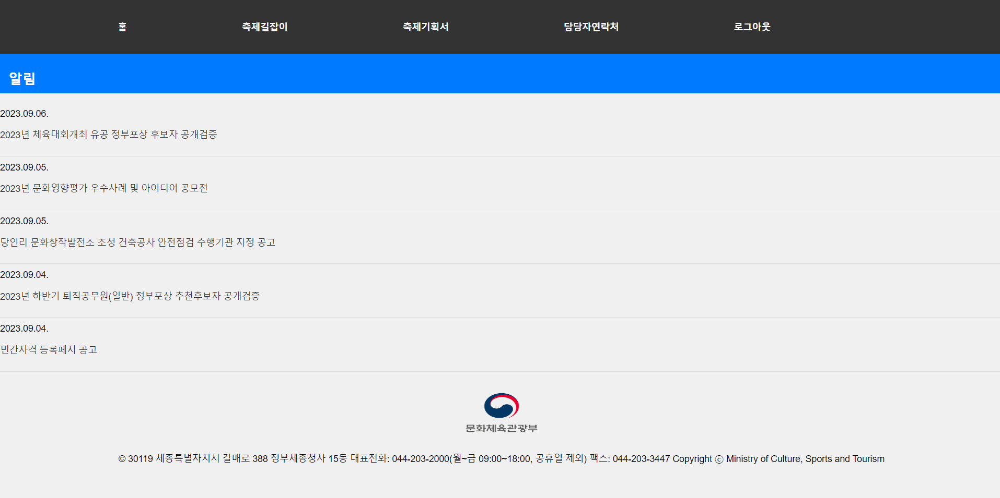 홈 축제길잡이 축제기획서 담당자연락처 로그아웃
알림
2023.09.06.
2023년 체육대회개최 유공 정부포상 후보자 공개검증
2023.09.05.
2023년 문화영향평가 우수사례 및 아이디어 공모전
2023.09.05.
당인리 문화창작발전소 조성 건축공사 안전점검 수행기관 지정 공고
2023.09.04.
2023년 하반기 퇴직공무원(일반) 정부포상 추천후보자 공개검증
2023.09.04.
민간자격 등록폐지 공고
문화체육관광부
© 30119 세종특별자치시 갈매로 388 정부세종청사 15동 대표전화: 044-203-2000(월~금 09:00~18:00, 공휴일 제외) 팩스: 044-203-3447 Copyright ⓒ Ministry of Culture, Sports and Tourism